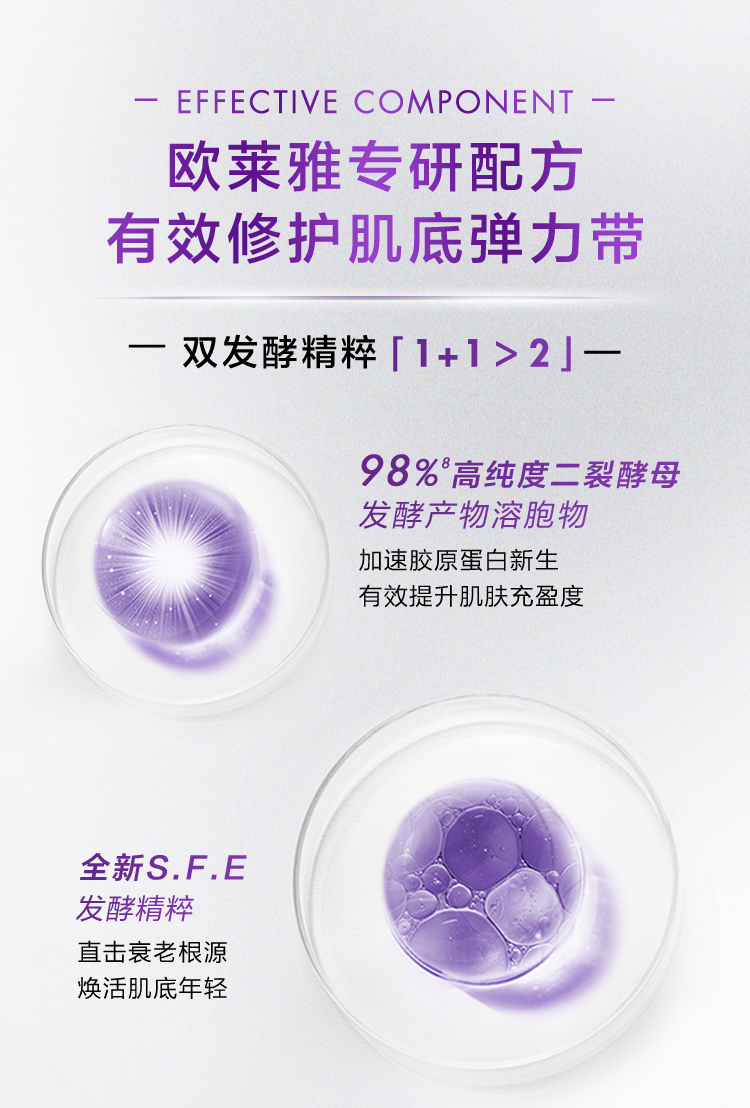 EFFECTIVE COMPONENT
欧莱雅专研配方
有效修护肌底弹力带
双发酵精粹「1+1>2」
98%⁸高纯度二裂酵母
发酵产物溶胞物
加速胶原蛋白新生
有效提升肌肤充盈度
全新S.F.E
发酵精粹
直击衰老根源
焕活肌底年轻